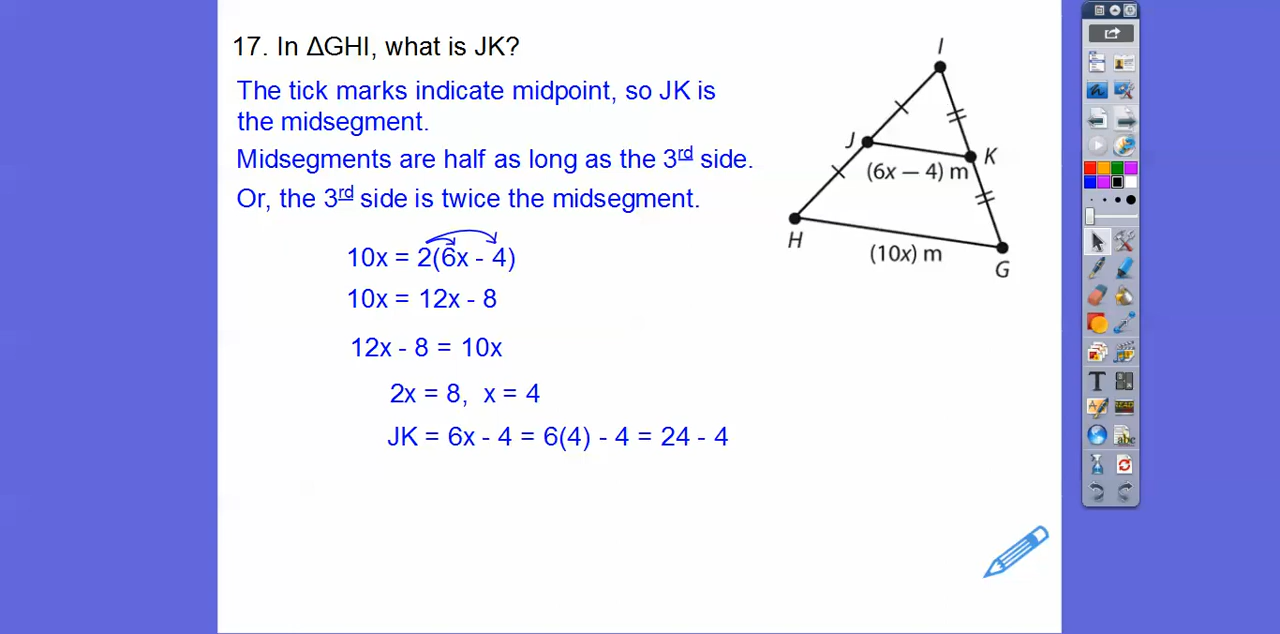 17. In ΔGHI, what is JK?
The tick marks indicate midpoint, so JK is
the midsegment.
Midsegments are half as long as the 3rd side.
Or, the 3rd side is twice the midsegment.
10x = 2(6x - 4)
10x = 12x - 8
12x - 8 = 10x
2x = 8, x = 4
JK = 6x - 4 = 6(4) - 4 = 24 - 4
I
J
K
(6x – 4) m
H
(10x) m
G
T
abc